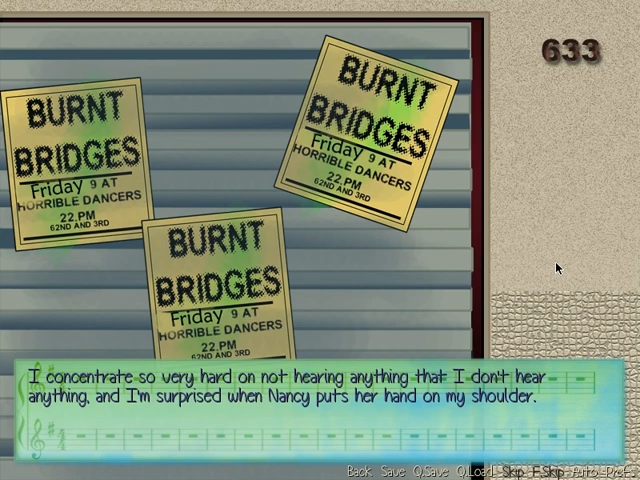 633
BURNT
BRIDGES
Friday 9 AT
HORRIBLE DANCERS
22.PM
62ND AND 3RD
BURNT
BRIDGES
Friday 9 AT
HORRIBLE DANCERS
22.PM
62ND AND 3RD
BURNT
BRIDGES
Friday 9 AT
HORRIBLE DANCERS
22.PM
62ND AND 3RD
I concentrate so very hard on not hearing anything that I don't hear
anything, and I'm surprised when Nancy puts her hand on my shoulder.
Back Save Q.Save Q.Load Skip F.Skip Auto Pref.